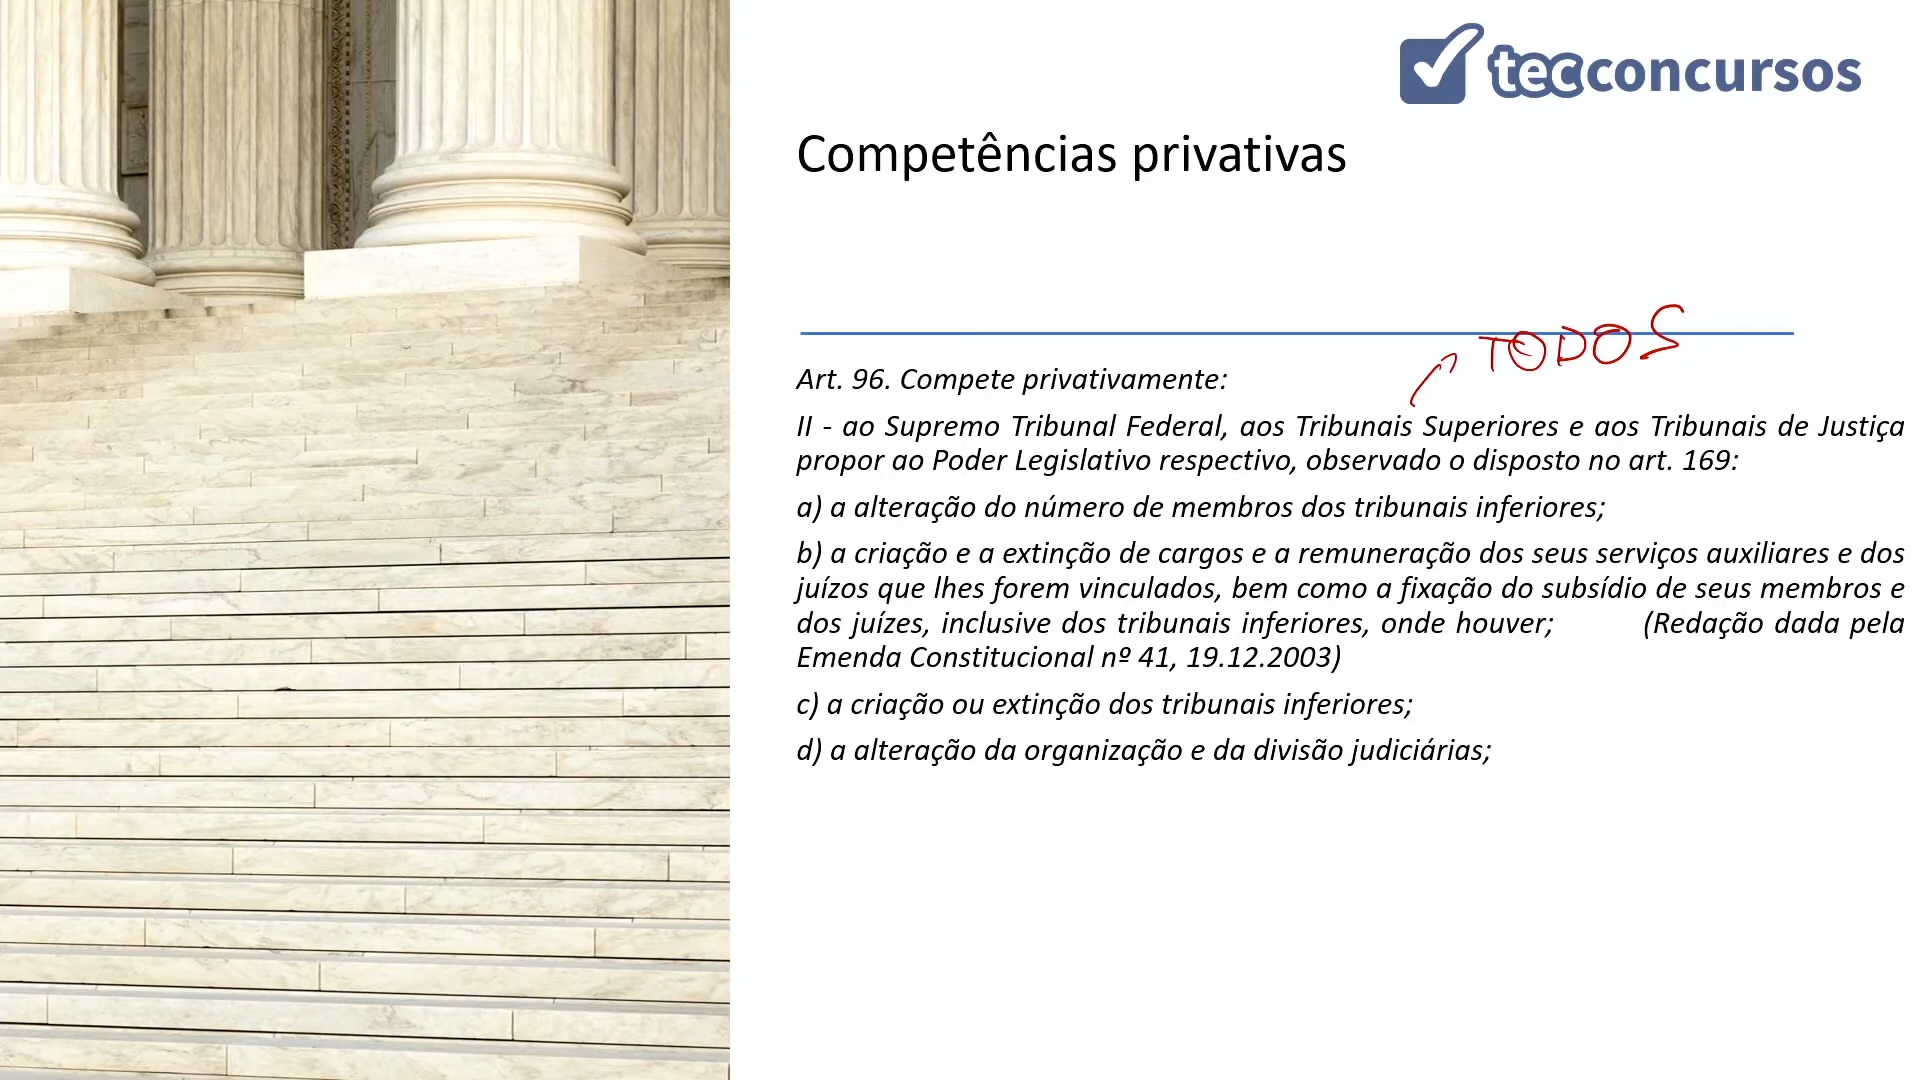 tecconcursos
Competências privativas
TODOS
Art. 96. Compete privativamente:
II - ao Supremo Tribunal Federal, aos Tribunais Superiores e aos Tribunais de Justiça
propor ao Poder Legislativo respectivo, observado o disposto no art. 169:
a) a alteração do número de membros dos tribunais inferiores;
b) a criação e a extinção de cargos e a remuneração dos seus serviços auxiliares e dos
juízos que lhes forem vinculados, bem como a fixação do subsídio de seus membros e
dos juízes, inclusive dos tribunais inferiores, onde houver; (Redação dada pela
Emenda Constitucional nº 41, 19.12.2003)
c) a criação ou extinção dos tribunais inferiores;
d) a alteração da organização e da divisão judiciárias;